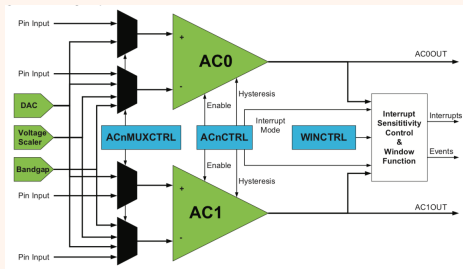 Pin Input
AC0OUT
+
AC0
Pin Input
-
Hysteresis
DAC
Enable
Interrupt
Mode
Interrupt
Sensitivity
Control
&
Window
Function
Interrupts
Voltage
Scaler
ACnMUXCTRL
ACnCTRL
WINCTRL
Events
Bandgap
Enable
Hysteresis
+
Pin Input
AC1
AC1OUT
-
Pin Input